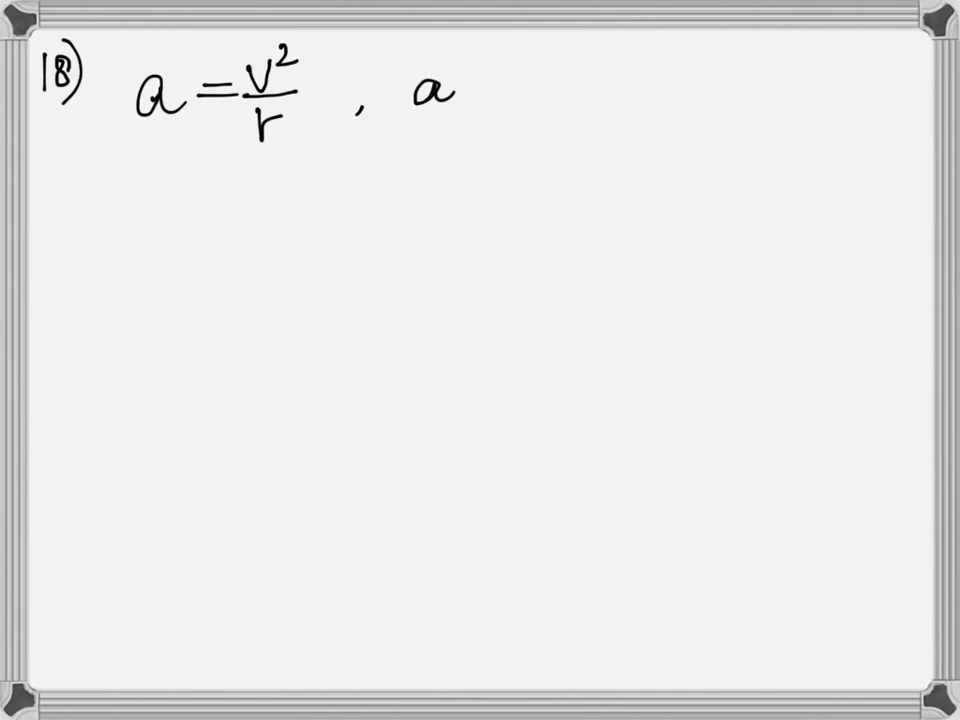 18) a = v²/r , a